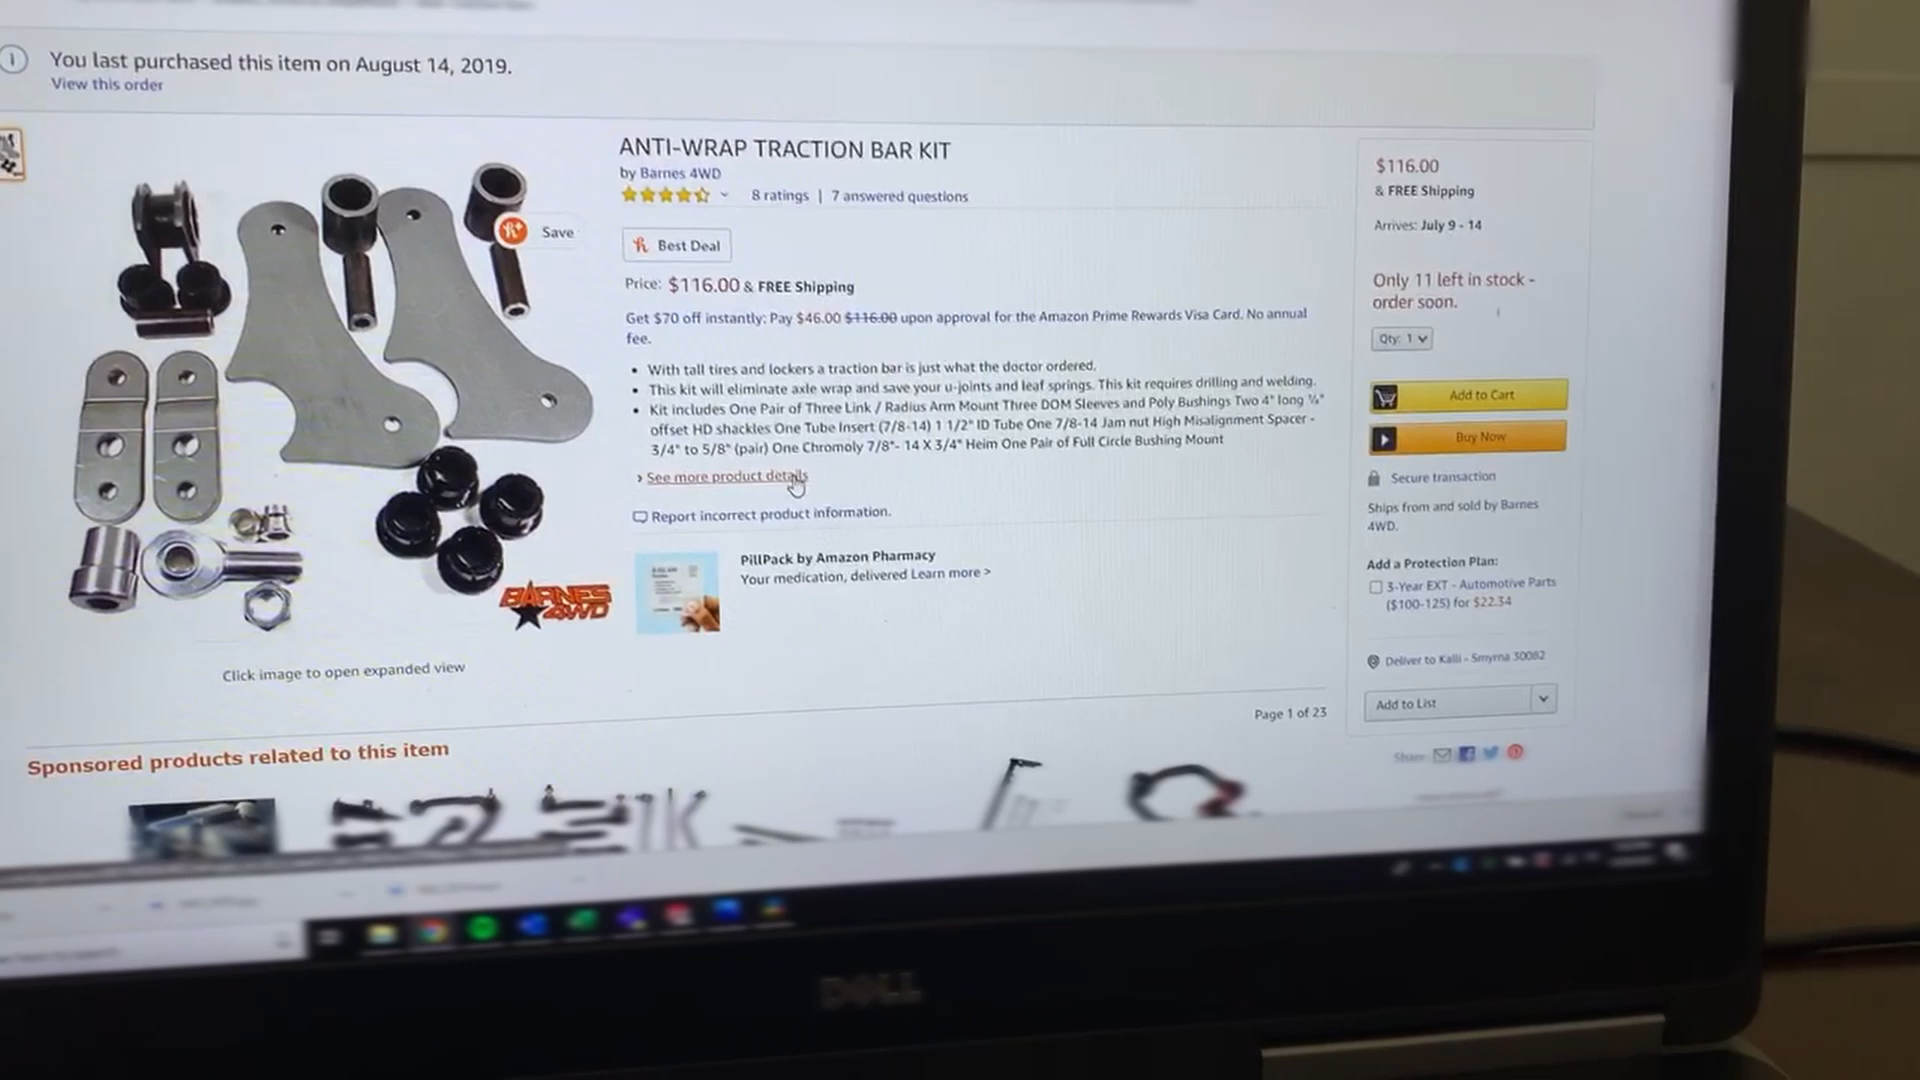 You last purchased this item on August 14, 2019.
View this order
ANTI-WRAP TRACTION BAR KIT
by Barnes 4WD
8 ratings | 7 answered questions
Save
Best Deal
Price: $116.00 & FREE Shipping
Get $70 off instantly: Pay $46.00 $116.00 upon approval for the Amazon Prime Rewards Visa Card. No annual
fee.
• With tall tires and lockers a traction bar is just what the doctor ordered.
• This kit will eliminate axle wrap and save your u-joints and leaf springs. This kit requires drilling and welding.
• Kit includes One Pair of Three Link / Radius Arm Mount Three DOM Sleeves and Poly Bushings Two 4" long
offset HD shackles One Tube Insert (7/8-14) 1 1/2" ID Tube One 7/8-14 Jam nut High Misalignment Spacer -
3/4" to 5/8" (pair) One Chromoly 7/8"- 14 X 3/4" Heim One Pair of Full Circle Bushing Mount
› See more product details
Report incorrect product information.
PillPack by Amazon Pharmacy
Your medication, delivered Learn more >
BARNES
4WD
Click image to open expanded view
$116.00
& FREE Shipping
Arrives: July 9 - 14
Only 11 left in stock -
order soon.
Qty: 1
Add to Cart
Buy Now
Secure transaction
Ships from and sold by Barnes
4WD.
Add a Protection Plan:
3-Year EXT - Automotive Parts
($100-125) for $22.34
Deliver to Kalli - Smyrna 30082
Add to List
Share
Page 1 of 23
Sponsored products related to this item
DELL